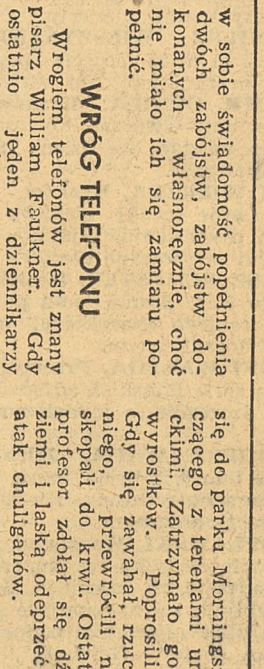 w sobie świadomość popełnienia
dwóch zabójstw, zabójstw do-
konanych własnoręcznie, choć
nie miało ich się zamiaru po-
pełnić.
WRÓG TELEFONU
Wrogiem telefonów jest znany
pisarz William Faulkner. Gdy
ostatnio jeden z dziennikarzy
się do parku Mornings
czącego z terenami u
ckimi. Zatrzymało g
wyrostków. Poprosili
Gdy się zawahał, rzuc
niego, przewrócili n
skopali do krwi. Ostat
profesor zdołał się dź
ziemi i laską odeprzeć
atak chuliganów.